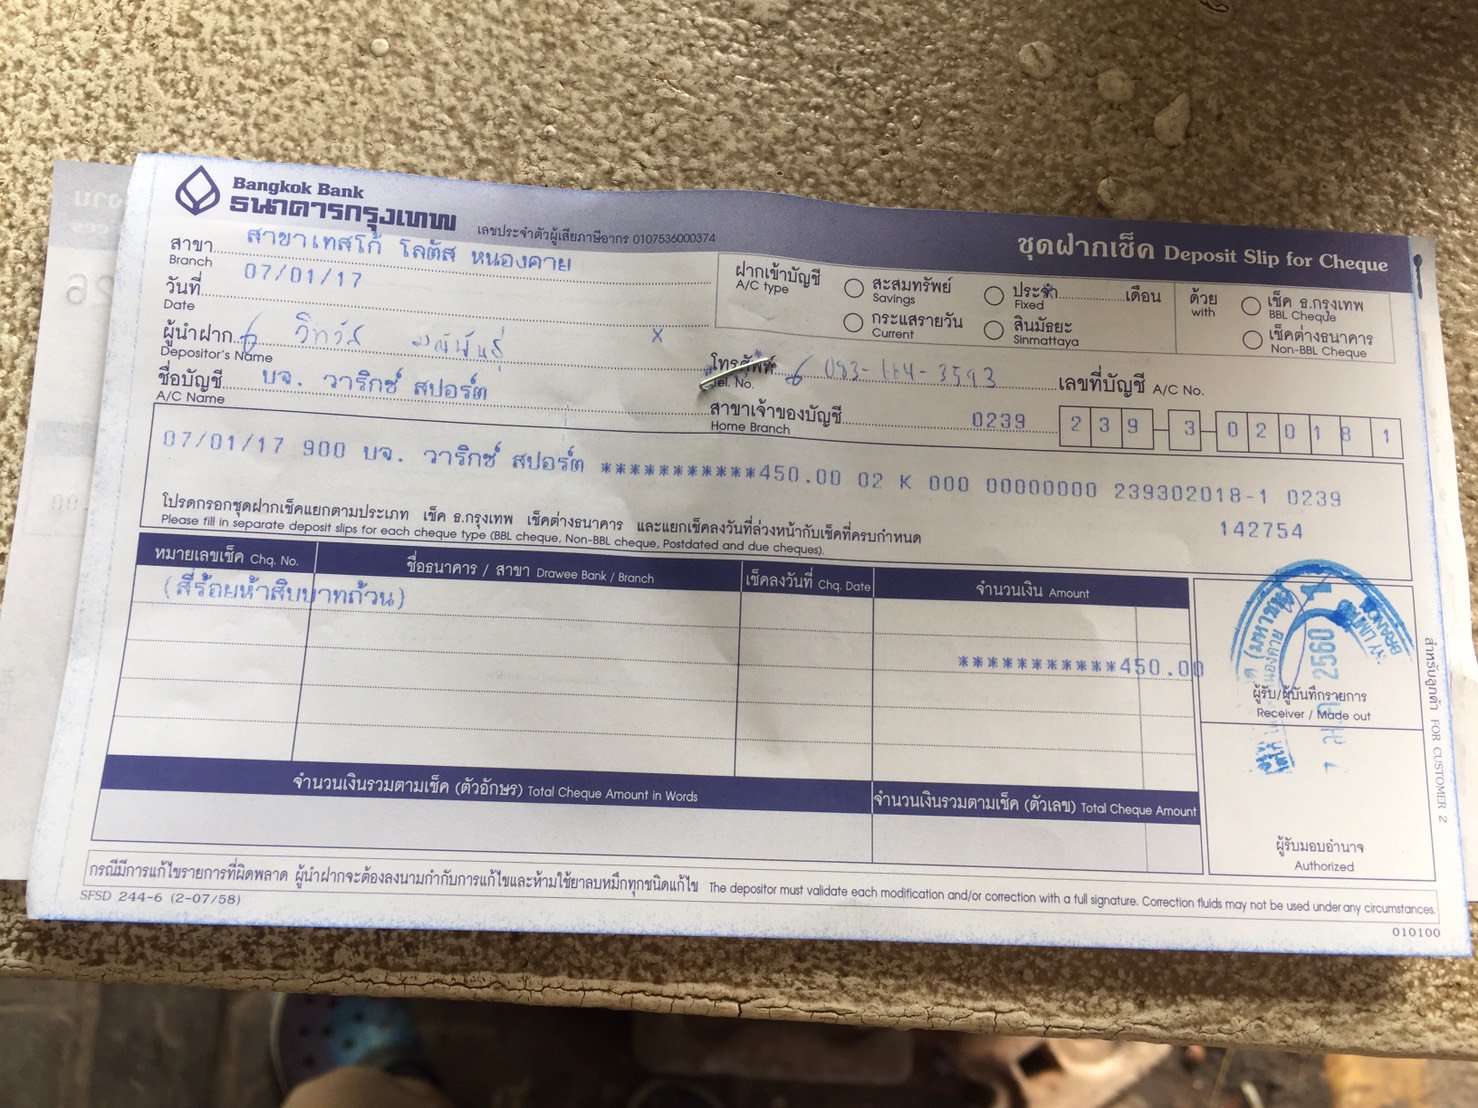 Bangkok Bank
ธนาคารกรุงเทพ
เลขประจำตัวผู้เสียภาษีอากร 0107536000374
ชุดฝากเช็ค Deposit Slip for Cheque
สาขา สาขาเทสโก้ โลตัส หนองคาย
Branch
วันที่ 07/01/17
Date
ฝากเข้าบัญชี
A/C type
สะสมทรัพย์
Savings
ประจำ เดือน
Fixed
กระแสรายวัน
Current
สินมัธยะ
Sinmattaya
ด้วย
with
เช็ค ธ.กรุงเทพ
BBL Cheque
เช็คต่างธนาคาร
Non-BBL Cheque
ผู้นำฝาก x
Depositor's Name
โทรศัพท์ 083-164-3593
Tel. No.
เลขที่บัญชี A/C No.
ชื่อบัญชี บจ. วาริกซ์ สปอร์ต
A/C Name
สาขาเจ้าของบัญชี 0239
Home Branch
239-3-020181
07/01/17 900 บจ. วาริกซ์ สปอร์ต ***********450.00 02 K 000 00000000 239302018-1 0239
142754
โปรดกรอกชุดฝากเช็คแยกตามประเภท เช็ค ธ.กรุงเทพ เช็คต่างธนาคาร และแยกเช็คลงวันที่ล่วงหน้ากับเช็คที่ครบกำหนด
Please fill in separate deposit slips for each cheque type (BBL cheque, Non-BBL cheque, Postdated and due cheques).
หมายเลขเช็ค Chq. No. ชื่อธนาคาร / สาขา Drawee Bank / Branch เช็คลงวันที่ Chq. Date จำนวนเงิน Amount
(สี่ร้อยห้าสิบบาทถ้วน)
***********450.00
2560
ผู้รับ/ผู้บันทึกรายการ
Receiver / Made out
จำนวนเงินรวมตามเช็ค (ตัวอักษร) Total Cheque Amount in Words จำนวนเงินรวมตามเช็ค (ตัวเลข) Total Cheque Amount
ผู้รับมอบอำนาจ
Authorized
สำหรับลูกค้า FOR CUSTOMER 2
กรณีมีการแก้ไขรายการที่ผิดพลาด ผู้นำฝากจะต้องลงนามกำกับการแก้ไขและห้ามใช้ยาลบหมึกทุกชนิดแก้ไข The depositor must validate each modification and/or correction with a full signature. Correction fluids may not be used under any circumstances.
SFSD 244-6 (2-07/58)
010100